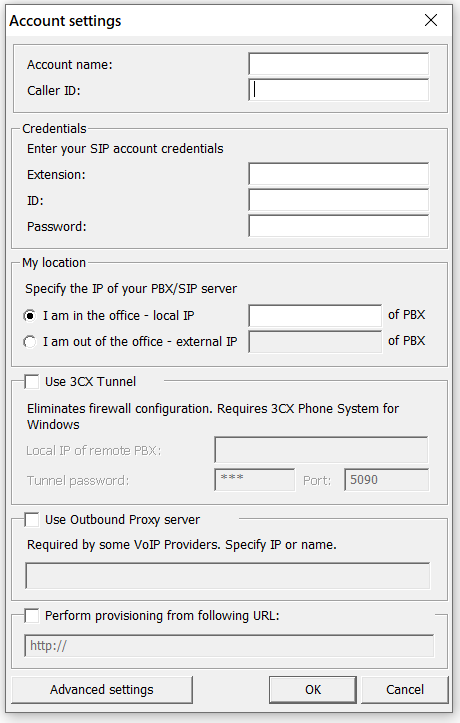 Account settings
Account name:
Caller ID:
Credentials
Enter your SIP account credentials
Extension:
ID:
Password:
My location
Specify the IP of your PBX/SIP server
I am in the office - local IP of PBX
I am out of the office - external IP of PBX
Use 3CX Tunnel
Eliminates firewall configuration. Requires 3CX Phone System for
Windows
Local IP of remote PBX:
Tunnel password: *** Port: 5090
Use Outbound Proxy server
Required by some VoIP Providers. Specify IP or name.
Perform provisioning from following URL:
http://
Advanced settings OK Cancel